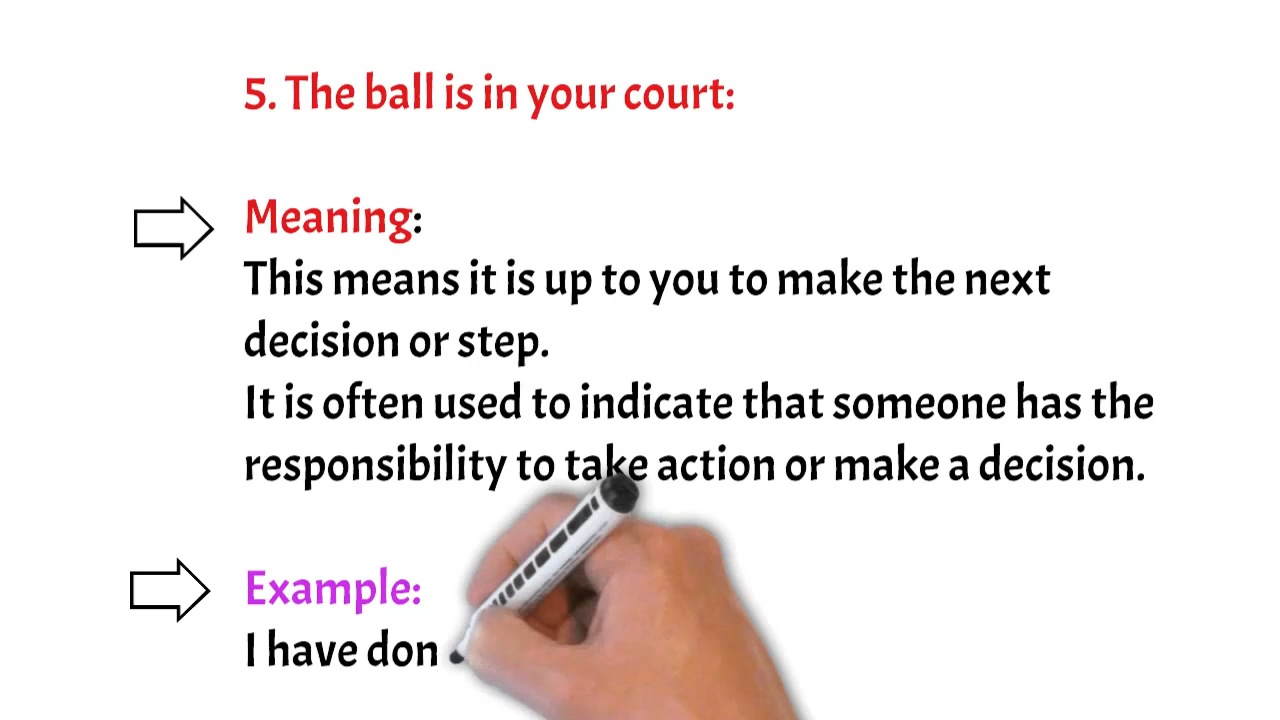 5. The ball is in your court:
Meaning:
This means it is up to you to make the next
decision or step.
It is often used to indicate that someone has the
responsibility to take action or make a decision.
Example:
I have don